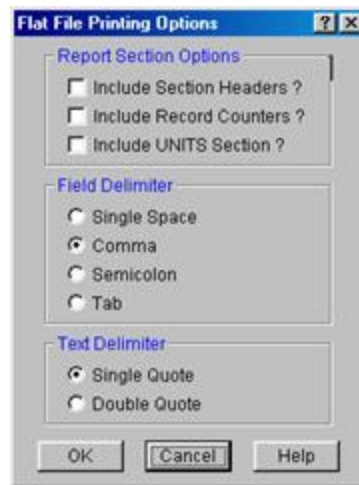 Flat File Printing Options
Report Section Options
Include Section Headers ?
Include Record Counters ?
Include UNITS Section ?
Field Delimiter
Single Space
Comma
Semicolon
Tab
Text Delimiter
Single Quote
Double Quote
OK Cancel Help